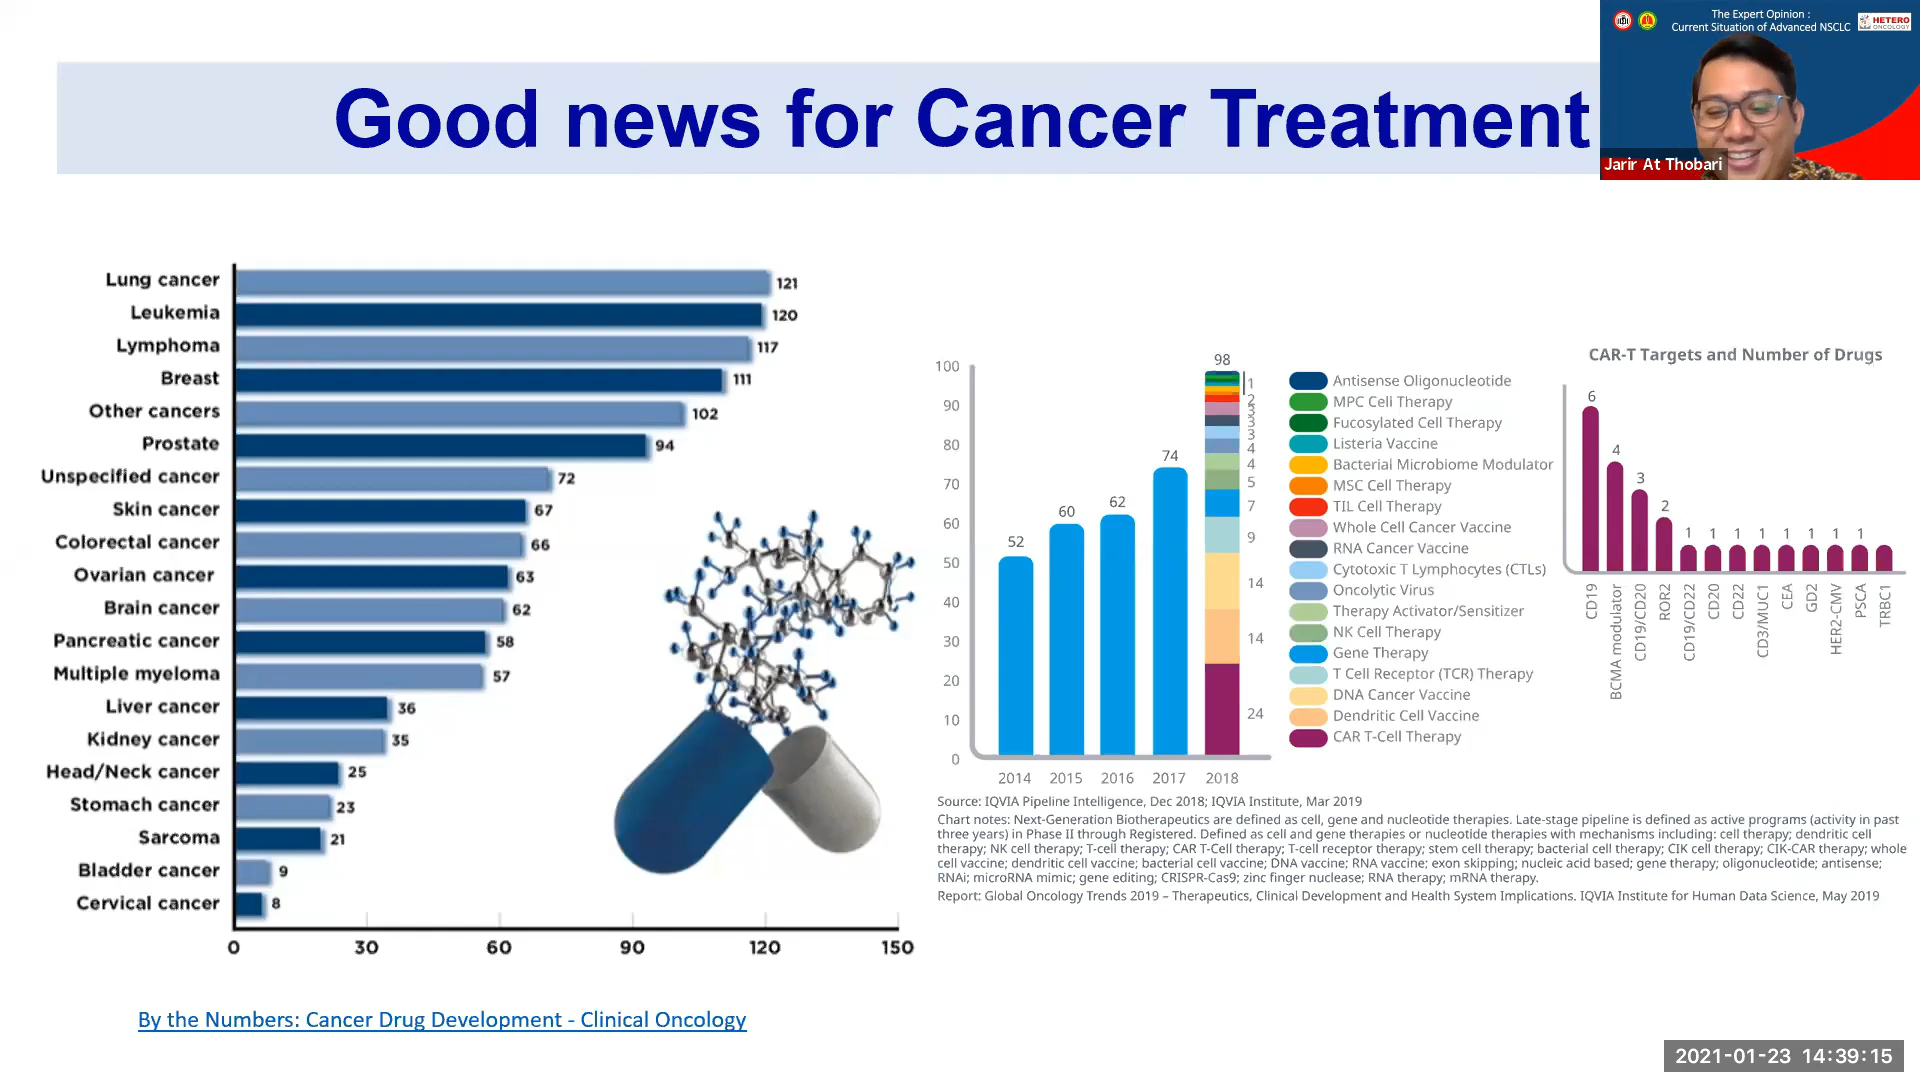 The Expert Opinion :
Current Situation of Advanced NSCLC
HETERO
ONCOLOGY
Jarir At Thobari
Good news for Cancer Treatment
Lung cancer 121
Leukemia 120
Lymphoma 117
Breast 111
Other cancers 102
Prostate 94
Unspecified cancer 72
Skin cancer 67
Colorectal cancer 66
Ovarian cancer 63
Brain cancer 62
Pancreatic cancer 58
Multiple myeloma 57
Liver cancer 36
Kidney cancer 35
Head/Neck cancer 25
Stomach cancer 23
Sarcoma 21
Bladder cancer 9
Cervical cancer 8
0 30 60 90 120 150
By the Numbers: Cancer Drug Development - Clinical Oncology
100
90
80
70
60
50
40
30
20
10
0
52
60
62
74
98
1
2
3
3
3
4
4
5
7
9
14
14
24
2014 2015 2016 2017 2018
Antisense Oligonucleotide
MPC Cell Therapy
Fucosylated Cell Therapy
Listeria Vaccine
Bacterial Microbiome Modulator
MSC Cell Therapy
TIL Cell Therapy
Whole Cell Cancer Vaccine
RNA Cancer Vaccine
Cytotoxic T Lymphocytes (CTLs)
Oncolytic Virus
Therapy Activator/Sensitizer
NK Cell Therapy
Gene Therapy
T Cell Receptor (TCR) Therapy
DNA Cancer Vaccine
Dendritic Cell Vaccine
CAR T-Cell Therapy
CAR-T Targets and Number of Drugs
6 4 3 2 1 1 1 1 1 1 1 1
CD19
BCMA modulator
CD19/CD20
ROR2
CD19/CD22
CD20
CD22
CD3/MUC1
CEA
GD2
HER2-CMV
PSCA
TRBC1
Source: IQVIA Pipeline Intelligence, Dec 2018; IQVIA Institute, Mar 2019
Chart notes: Next-Generation Biotherapeutics are defined as cell, gene and nucleotide therapies. Late-stage pipeline is defined as active programs (activity in past
three years) in Phase II through Registered. Defined as cell and gene therapies or nucleotide therapies with mechanisms including: cell therapy; dendritic cell
therapy; NK cell therapy; T-cell therapy; CAR T-Cell therapy; T-cell receptor therapy; stem cell therapy; bacterial cell therapy; CIK cell therapy; CIK-CAR therapy; whole
cell vaccine; dendritic cell vaccine; bacterial cell vaccine; DNA vaccine; RNA vaccine; exon skipping; nucleic acid based; gene therapy; oligonucleotide; antisense;
RNAi; microRNA mimic; gene editing; CRISPR-Cas9; zinc finger nuclease; RNA therapy; mRNA therapy.
Report: Global Oncology Trends 2019 – Therapeutics, Clinical Development and Health System Implications. IQVIA Institute for Human Data Science, May 2019
2021-01-23 14:39:15